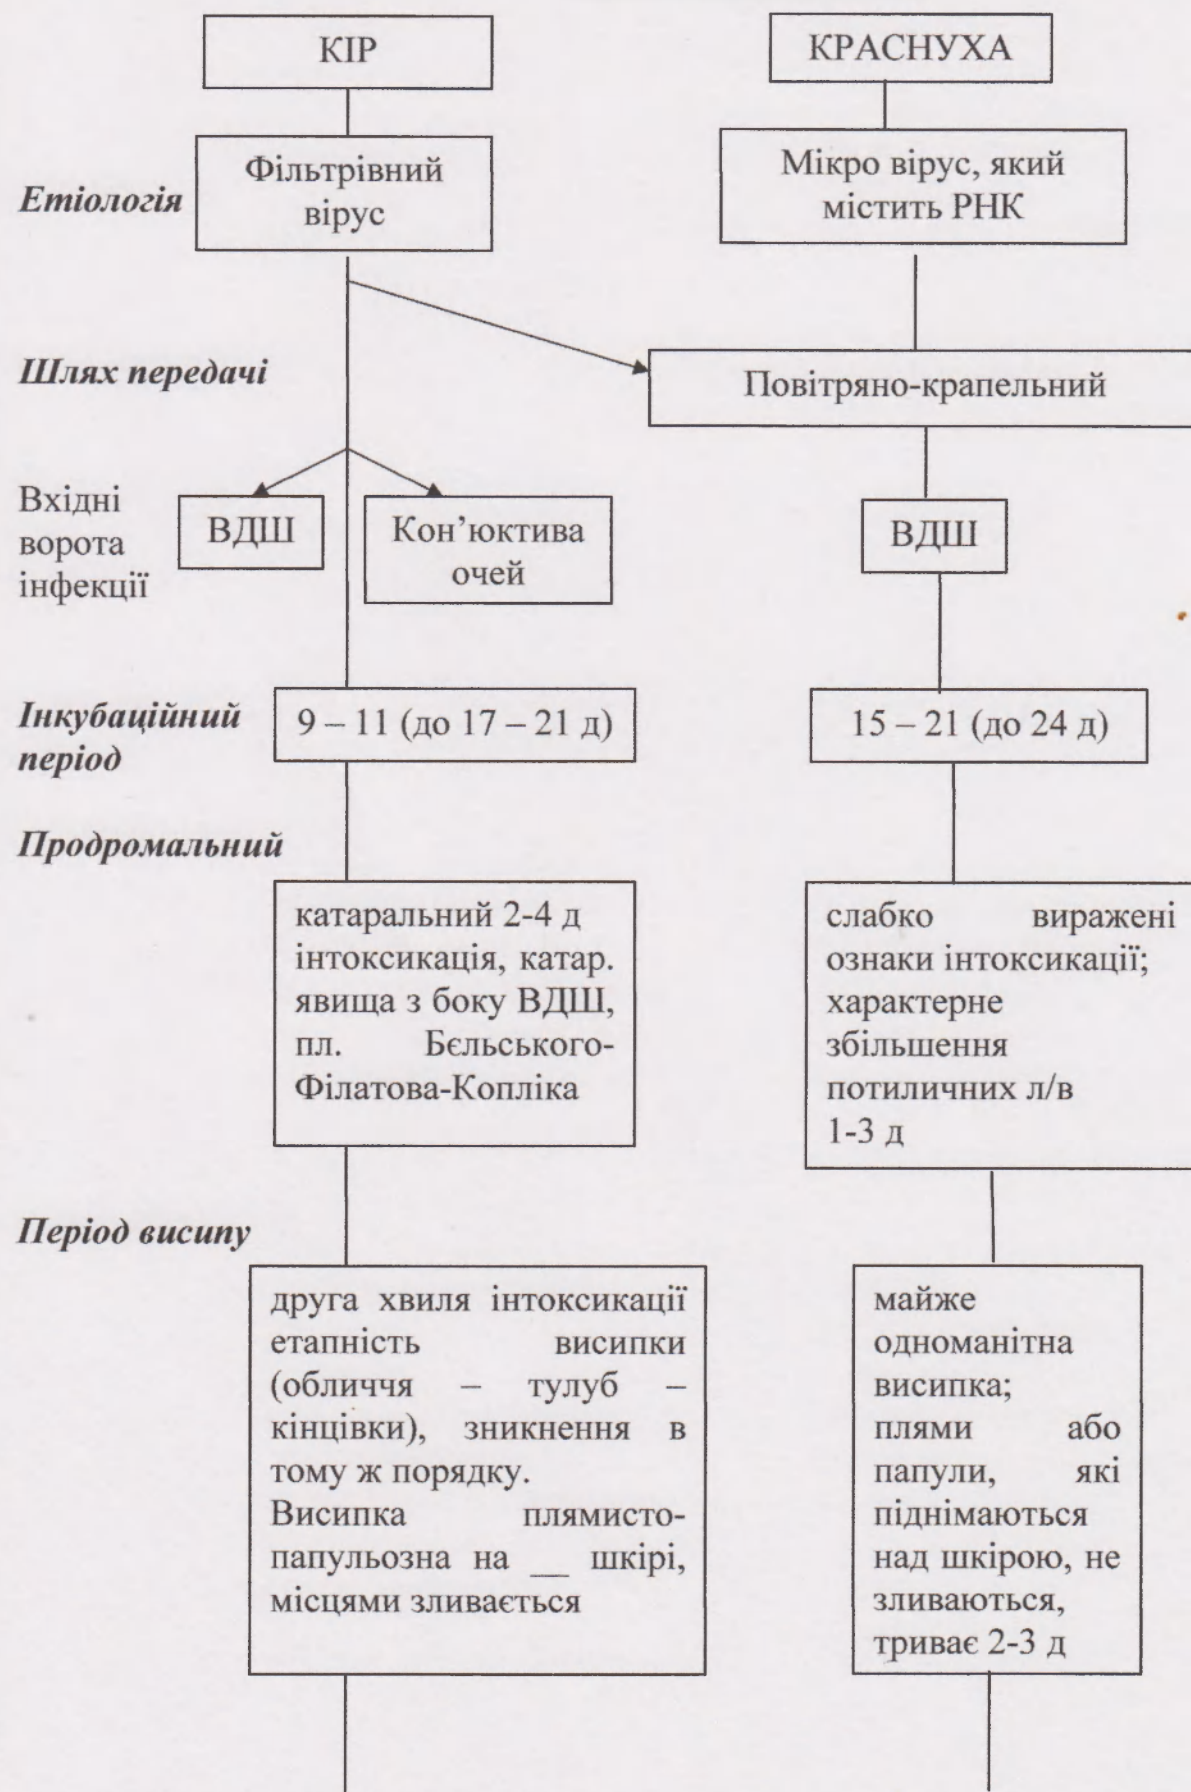 КІР
КРАСНУХА
Етіологія
Фільтрівний
вірус
Мікро вірус, який
містить РНК
Шлях передачі
Повітряно-крапельний
Вхідні
ворота
інфекції
ВДШ
Кон’юктива
очей
ВДШ
Інкубаційний
період
9 – 11 (до 17 – 21 д)
15 – 21 (до 24 д)
Продромальний
катаральний 2-4 д
інтоксикація, катар.
явища з боку ВДШ,
пл. Бєльського-
Філатова-Копліка
слабко виражені
ознаки інтоксикації;
характерне
збільшення
потиличних л/в
1-3 д
Період висипу
друга хвиля інтоксикації
етапність висипки
(обличчя – тулуб –
кінцівки), зникнення в
тому ж порядку.
Висипка плямисто-
папульозна на __ шкірі,
місцями зливається
майже
одноманітна
висипка;
плями або
папули, які
піднімаються
над шкірою, не
зливаються,
триває 2-3 д